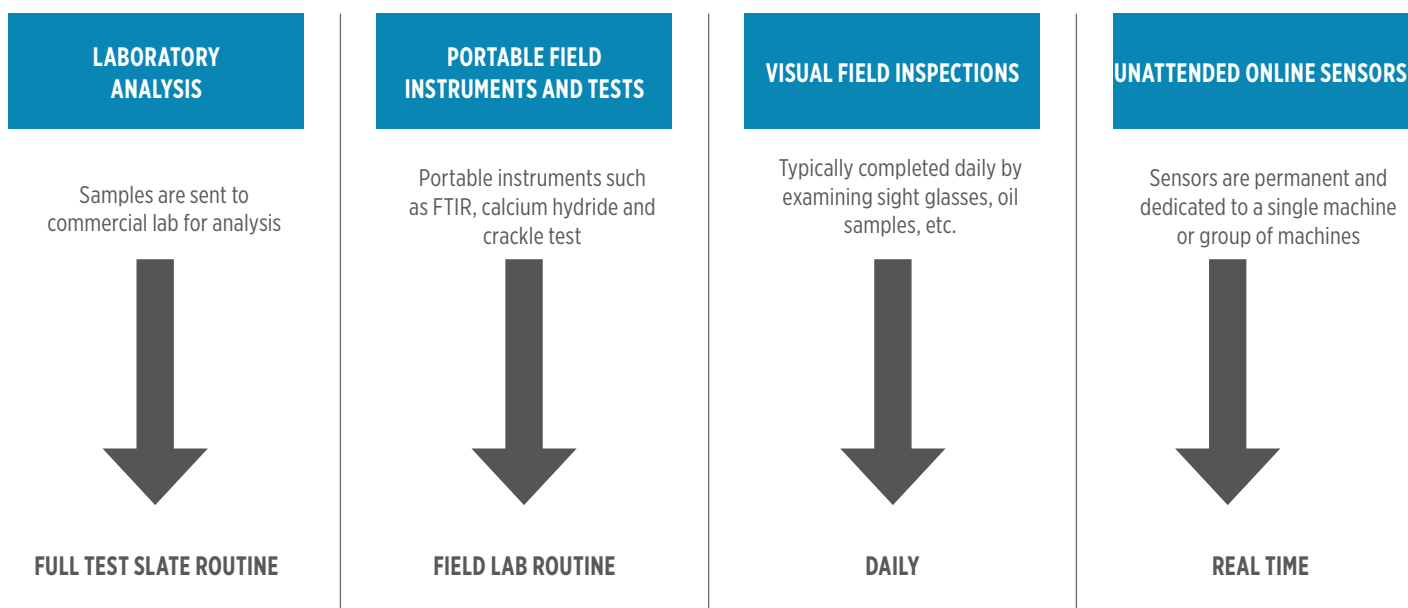 LABORATORY
ANALYSIS
Samples are sent to
commercial lab for analysis
FULL TEST SLATE ROUTINE
PORTABLE FIELD
INSTRUMENTS AND TESTS
Portable instruments such
as FTIR, calcium hydride and
crackle test
FIELD LAB ROUTINE
VISUAL FIELD INSPECTIONS
Typically completed daily by
examining sight glasses, oil
samples, etc.
DAILY
UNATTENDED ONLINE SENSORS
Sensors are permanent and
dedicated to a single machine
or group of machines
REAL TIME